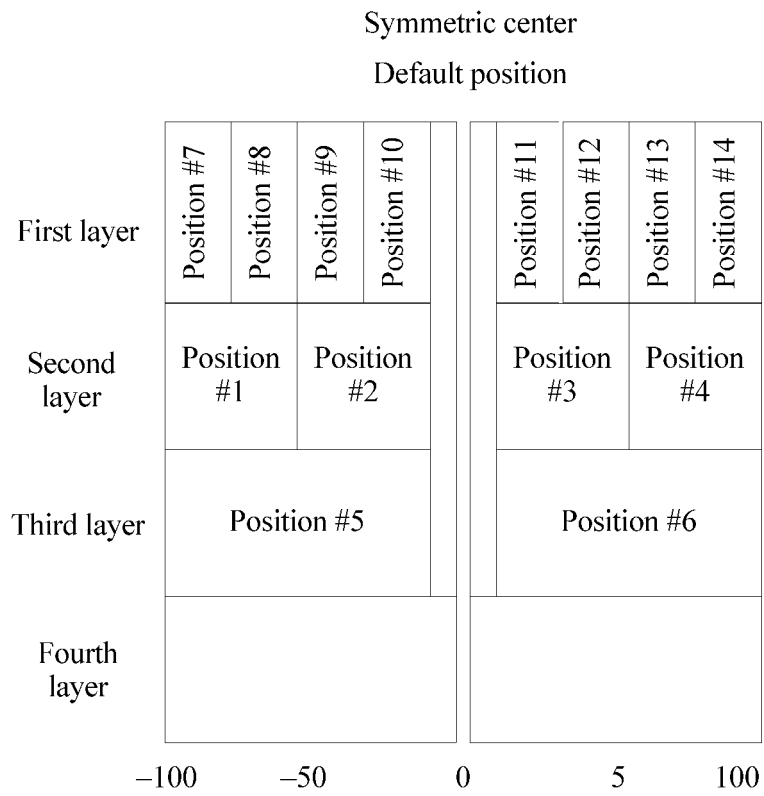 Symmetric center
Default position
First layer
Position #7
Position #8
Position #9
Position #10
Position #11
Position #12
Position #13
Position #14
Second
layer
Position
#1
Position
#2
Position
#3
Position
#4
Third layer
Position #5
Position #6
Fourth
layer
–100
–50
0
5
100